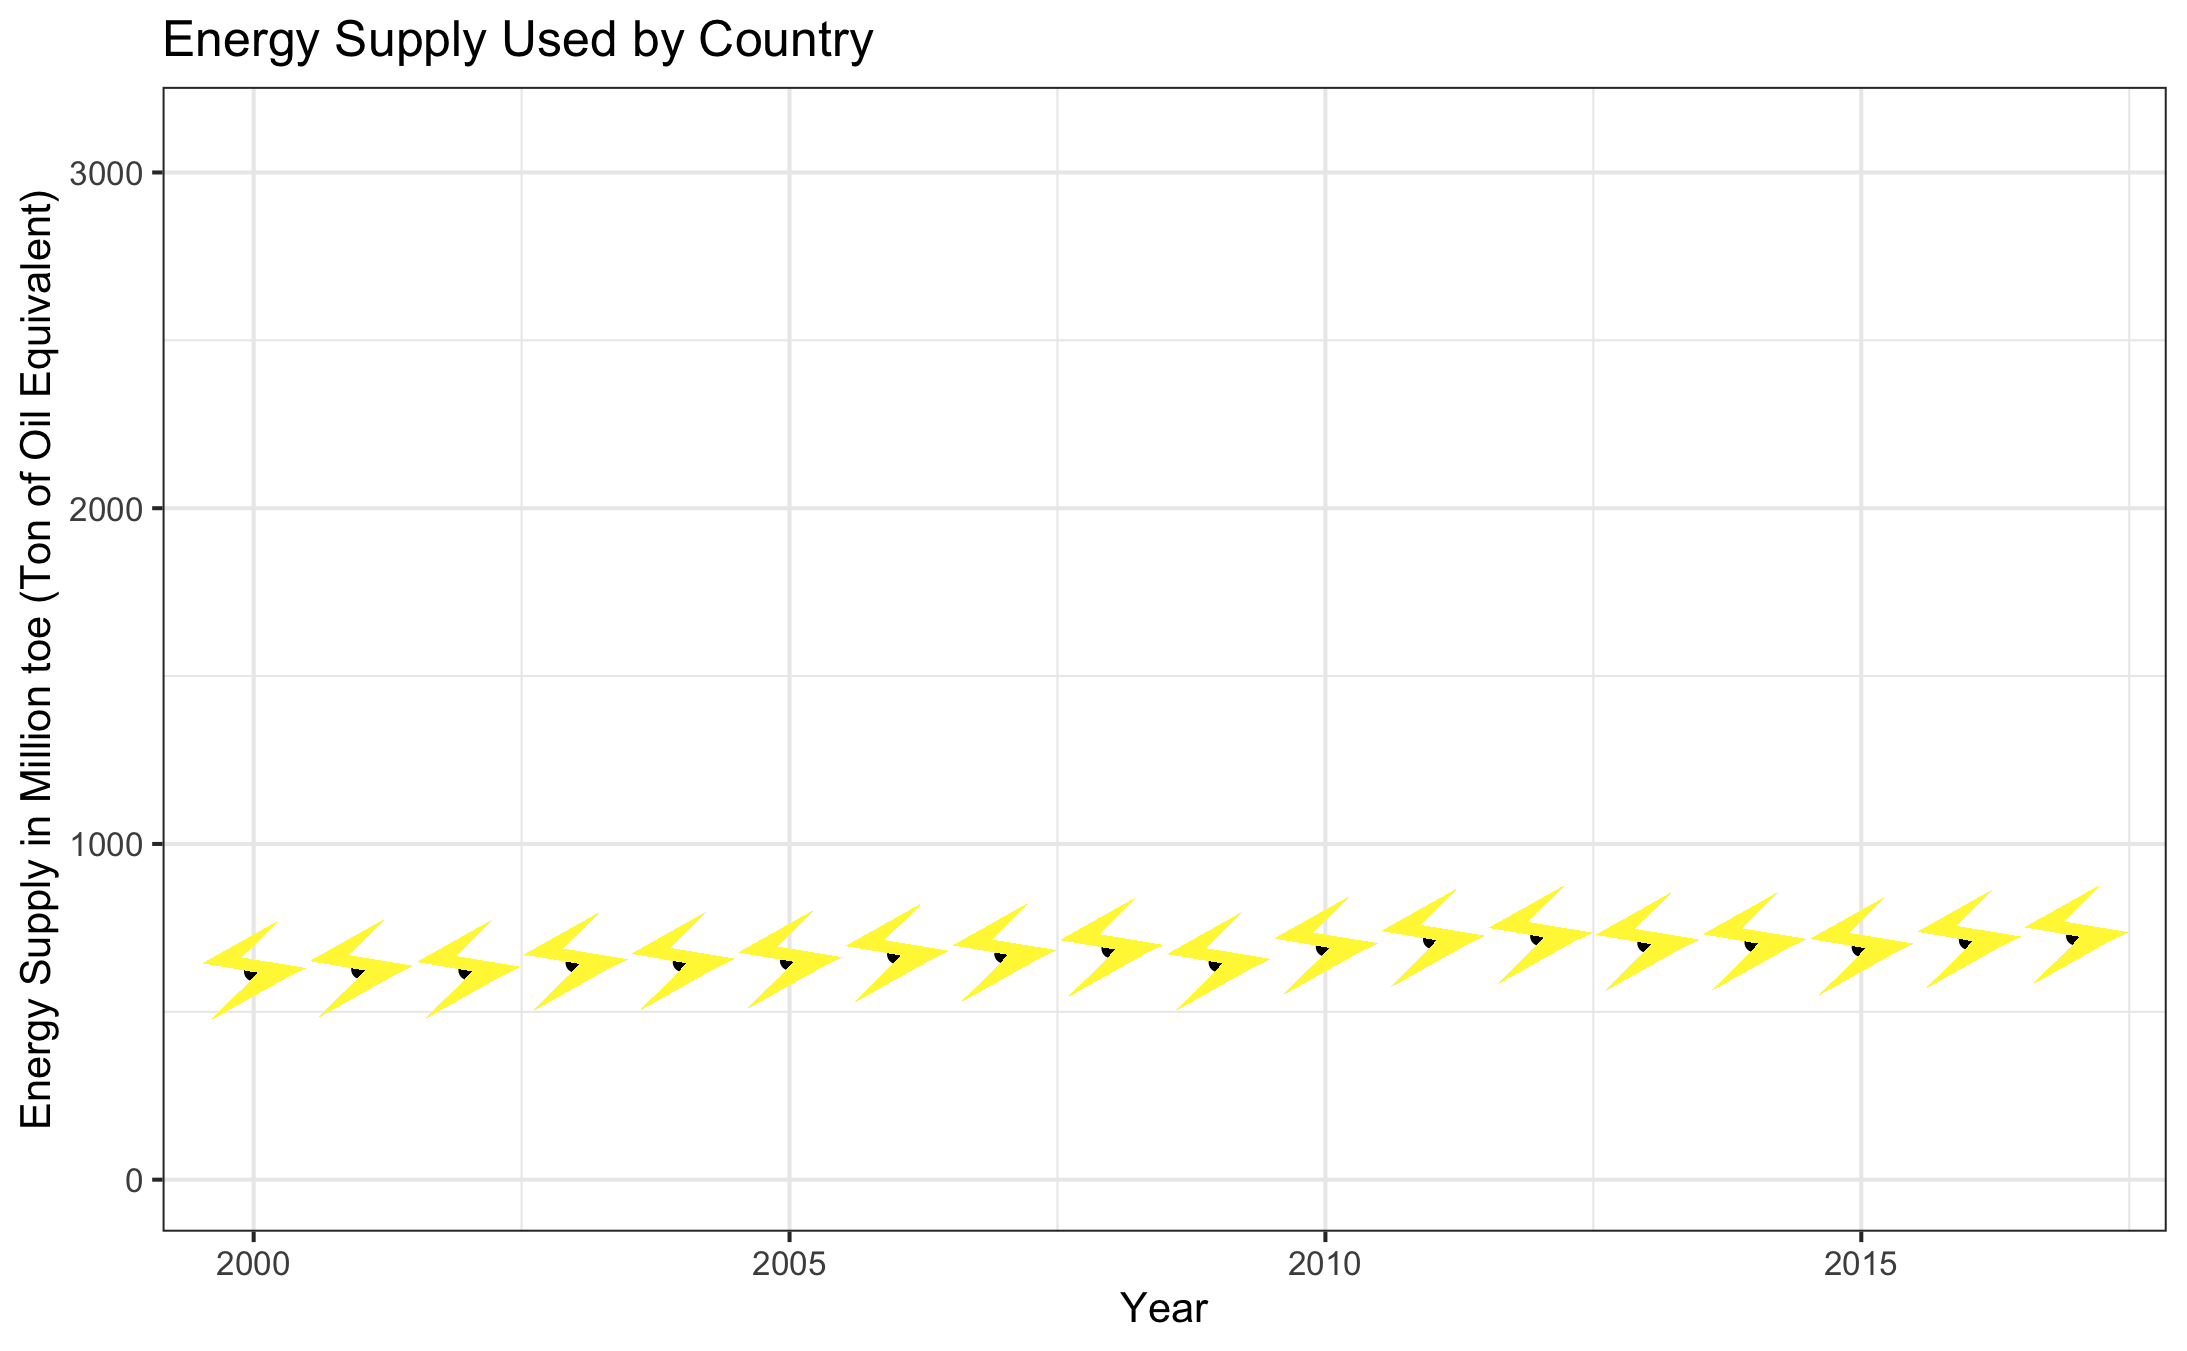 Energy Supply Used by Country
Energy Supply in Million toe (Ton of Oil Equivalent)
3000
2000
1000
0
2000
2005
2010
2015
Year